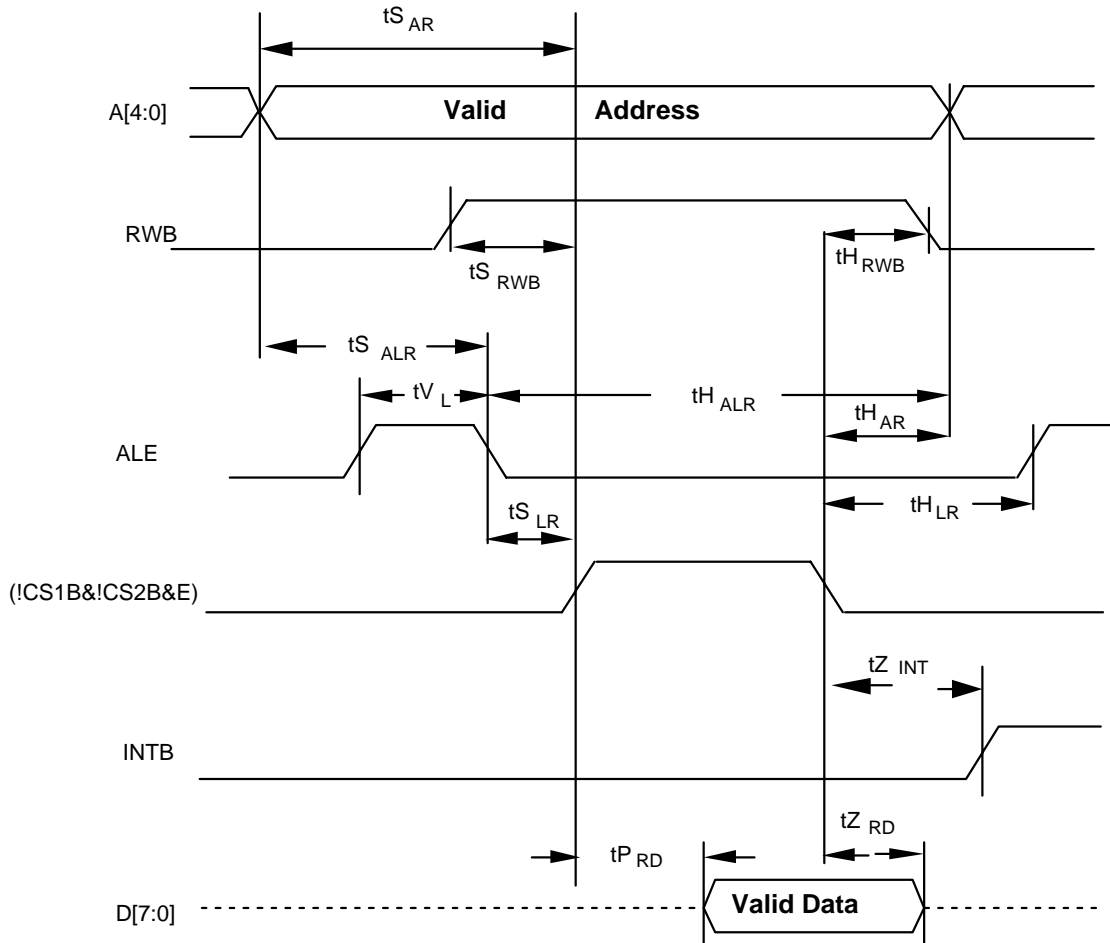 tS AR
A[4:0]
Valid Address
RWB
tS RWB
tH RWB
tS ALR
tV L
tH ALR
tH AR
ALE
tS LR
tH LR
(!CS1B&!CS2B&E)
tZ INT
INTB
tP RD
tZ RD
D[7:0]
Valid Data